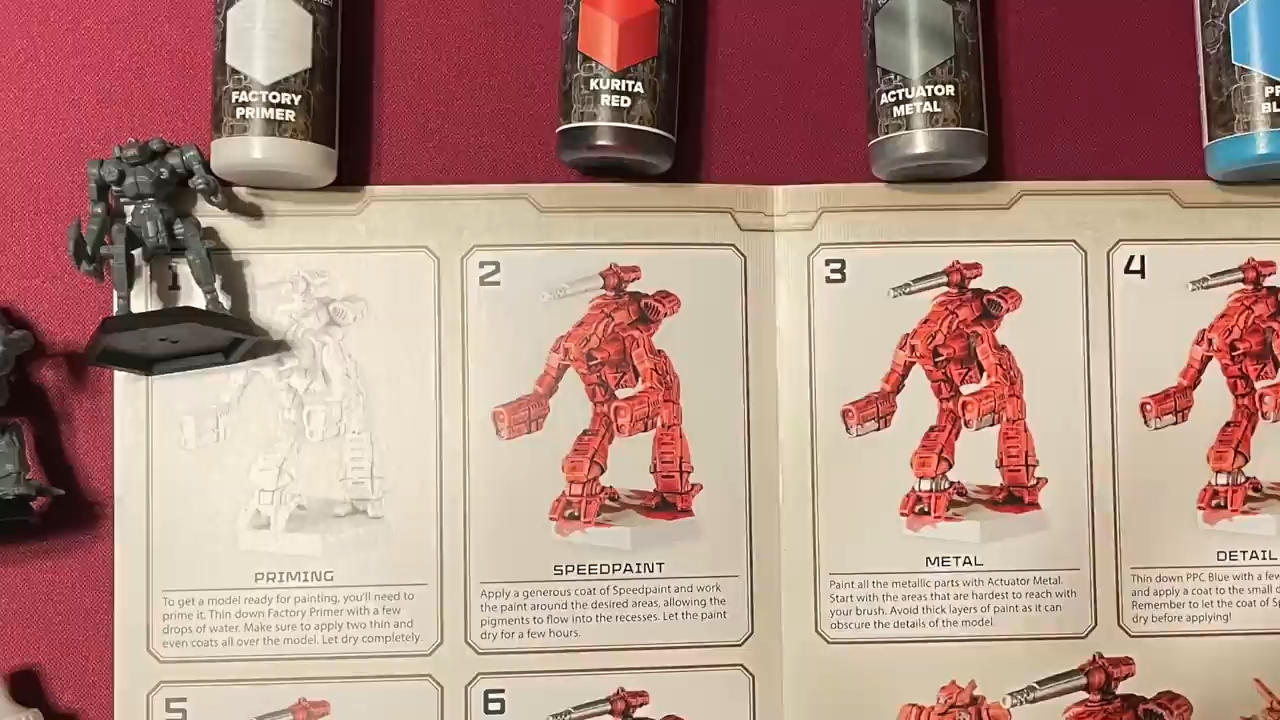 FACTORY
PRIMER
KURITA
RED
ACTUATOR
METAL
1
2
3
4
PRIMING
To get a model ready for painting, you'll need to
prime it. Thin down Factory Primer with a few
drops of water. Make sure to apply two thin and
even coats all over the model. Let dry completely.
SPEEDPAINT
Apply a generous coat of Speedpaint and work
the paint around the desired areas, allowing the
pigments to flow into the recesses. Let the paint
dry for a few hours.
METAL
Paint all the metallic parts with Actuator Metal.
Start with the areas that are hardest to reach with
your brush. Avoid thick layers of paint as it can
obscure the details of the model.
DETAIL
Thin down PPC Blue with a few
and apply a coat to the small
Remember to let the coat of
dry before applying!
5
6